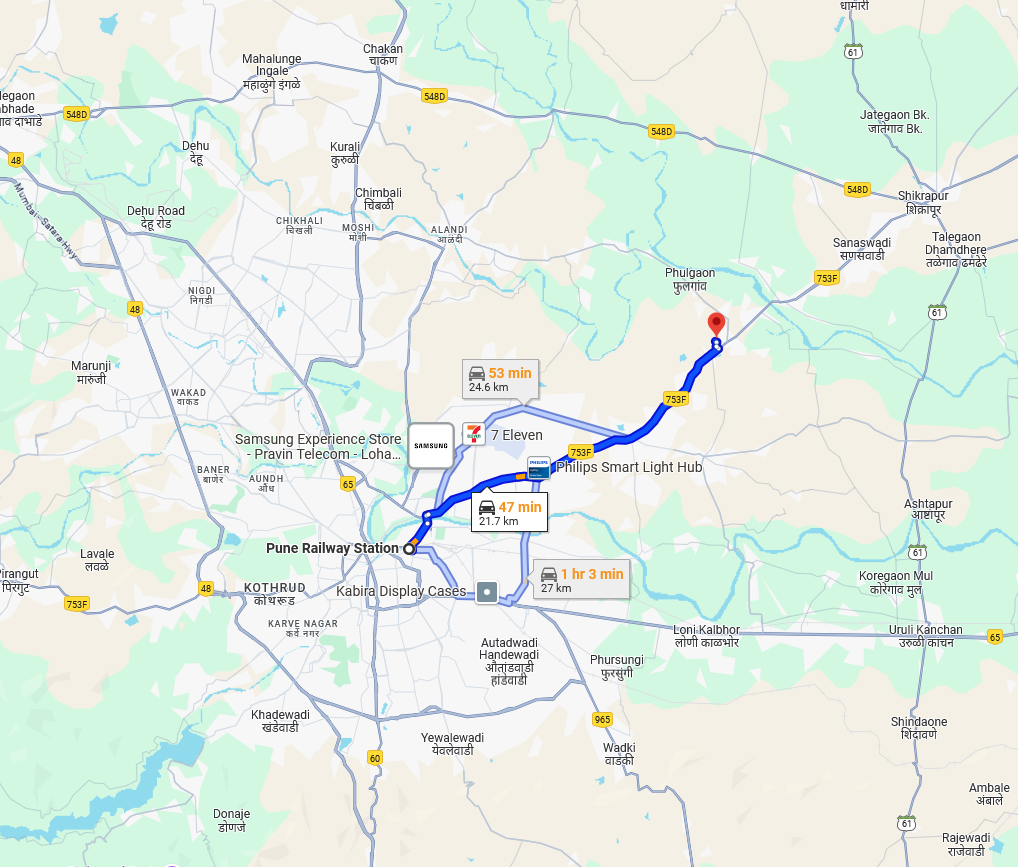 धामारी
61
Chakan
चाकण
Mahalunge
Ingale
महाळुंगे इंगळे
548D
548D
548D
Jategaon Bk.
जातेगाव Bk.
Dehu
देहू
Kurali
कुरुळी
48
Mumbai - Satara Hwy
Chimbali
चिंबळी
548D
Shikrapur
शिक्रापूर
Dehu Road
देहू रोड
CHIKHALI
चिखली
MOSHI
मोशी
ALANDI
आळंदी
Sanaswadi
सणसवाडी
Talegaon
Dhamdhere
तळेगाव ढमढेरे
Phulgaon
फुलगांव
753F
NIGDI
निगडी
48
61
Marunji
मारुंजी
53 min
24.6 km
WAKAD
वाकड
753F
Samsung Experience Store
- Pravin Telecom - Loha...
SAMSUNG
7 Eleven
753F
PHILIPS
Philips Smart Light Hub
BANER
बाणेर
AUNDH
औंध
65
47 min
21.7 km
Ashtapur
आष्टापूर
Pune Railway Station
Lavale
लवळे
61
1 hr 3 min
27 km
Pirangut
पिरंगुट
753F
48
KOTHRUD
कोथरूड
Kabira Display Cases
Koregaon Mul
कोरेगाव मुल
KARVE NAGAR
कर्वे नगर
Loni Kalbhor
लोणी काळभोर
Uruli Kanchan
उरुळी कांचन
65
Autadwadi
Handewadi
औतांडवाडी
हांडेवाडी
Phursungi
फुरसुंगी
Khadewadi
खंडेवाडी
965
Shindaone
शिंदावणे
Yewalewadi
येवलेवाडी
60
Wadki
वाडकी
Ambale
अंबाले
Donaje
डोणजे
61
Rajewadi
राजेवाडी